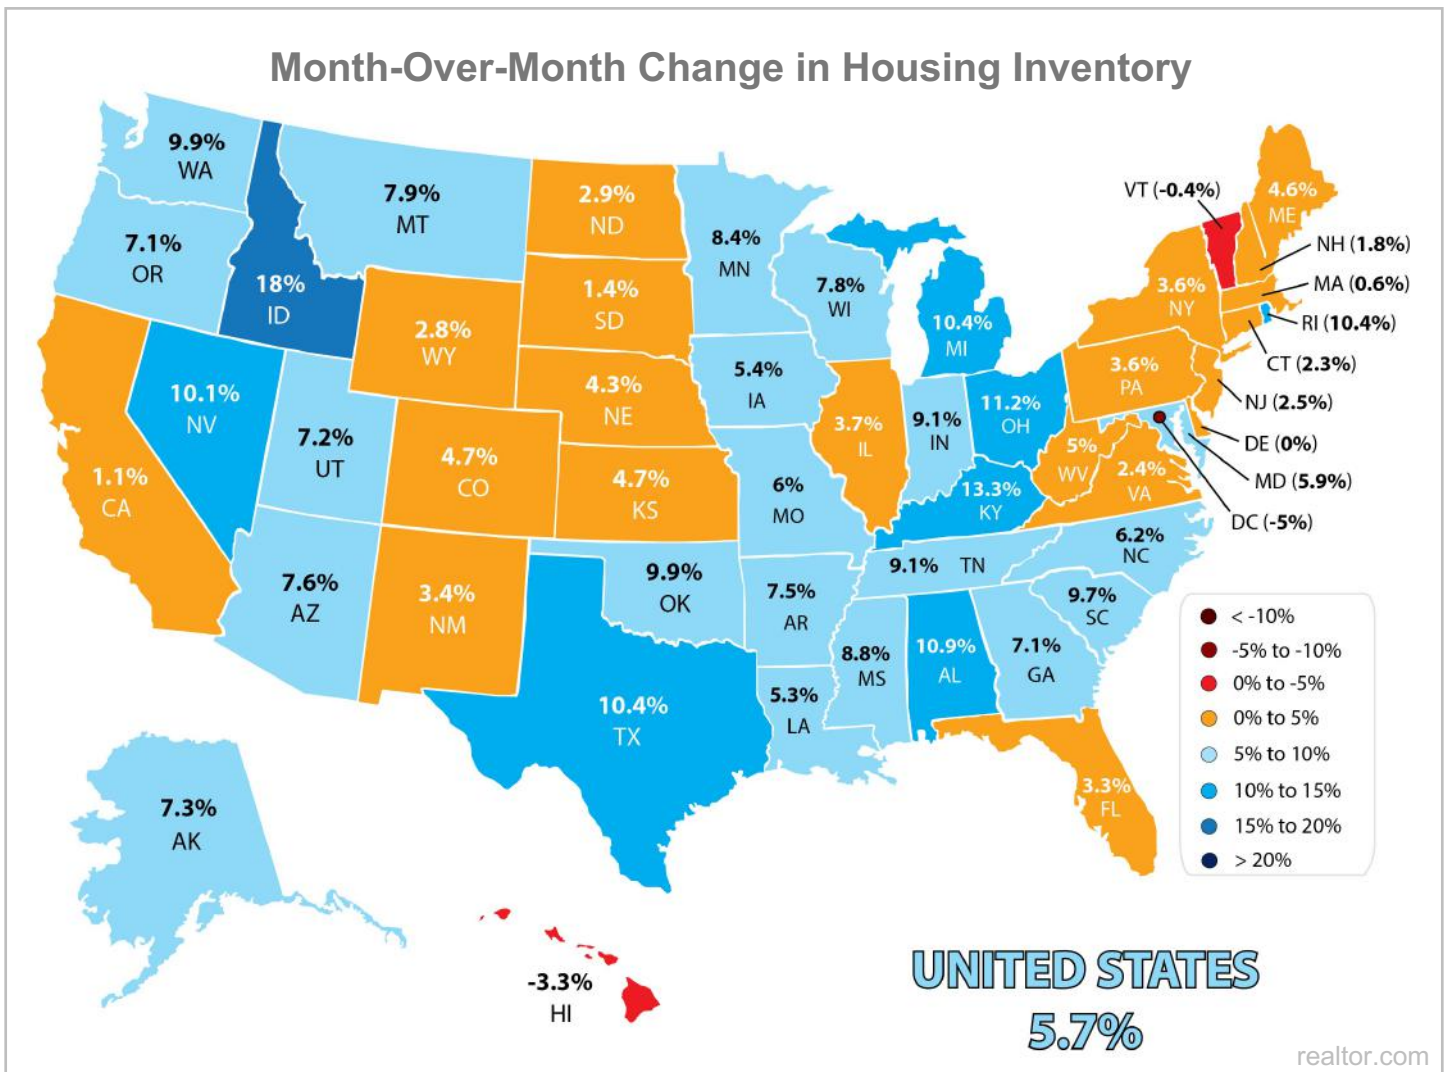 Month-Over-Month Change in Housing Inventory
9.9%
WA
7.1%
OR
18%
ID
7.9%
MT
2.9%
ND
1.4%
SD
2.8%
WY
4.3%
NE
8.4%
MN
7.8%
WI
10.4%
MI
5.4%
IA
1.1%
CA
10.1%
NV
7.2%
UT
4.7%
CO
4.7%
KS
6%
MO
3.7%
IL
9.1%
IN
11.2%
OH
13.3%
KY
5%
WV
2.4%
VA
3.6%
PA
3.6%
NY
4.6%
ME
VT (-0.4%)
NH (1.8%)
MA (0.6%)
RI (10.4%)
CT (2.3%)
NJ (2.5%)
DE (0%)
MD (5.9%)
DC (-5%)
7.6%
AZ
3.4%
NM
9.9%
OK
7.5%
AR
9.1% TN
6.2%
NC
9.7%
SC
10.4%
TX
5.3%
LA
8.8%
MS
10.9%
AL
7.1%
GA
3.3%
FL
7.3%
AK
-3.3%
HI
< -10%
-5% to -10%
0% to -5%
0% to 5%
5% to 10%
10% to 15%
15% to 20%
> 20%
UNITED STATES
5.7%
realtor.com